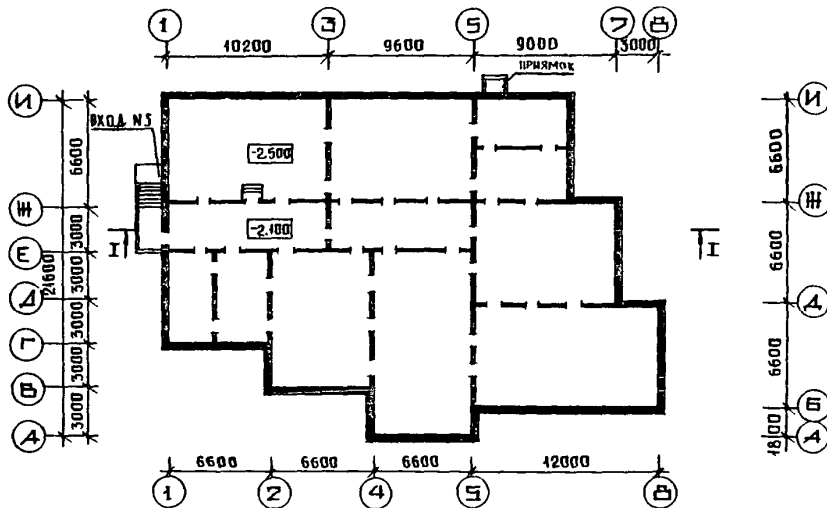 1 3 5 7 8
10200 9600 9000 3000
ПРИЯМОК
И И
ВХОД N5
6600 6600
-2.500
Ж Ж
3000
-2.100
I I
Е
21600 3000 6600
Д Д
3000
Г
3000 6600
В
3000
Б
1800
А А
6600 6600 6600 12000
1 2 4 5 8